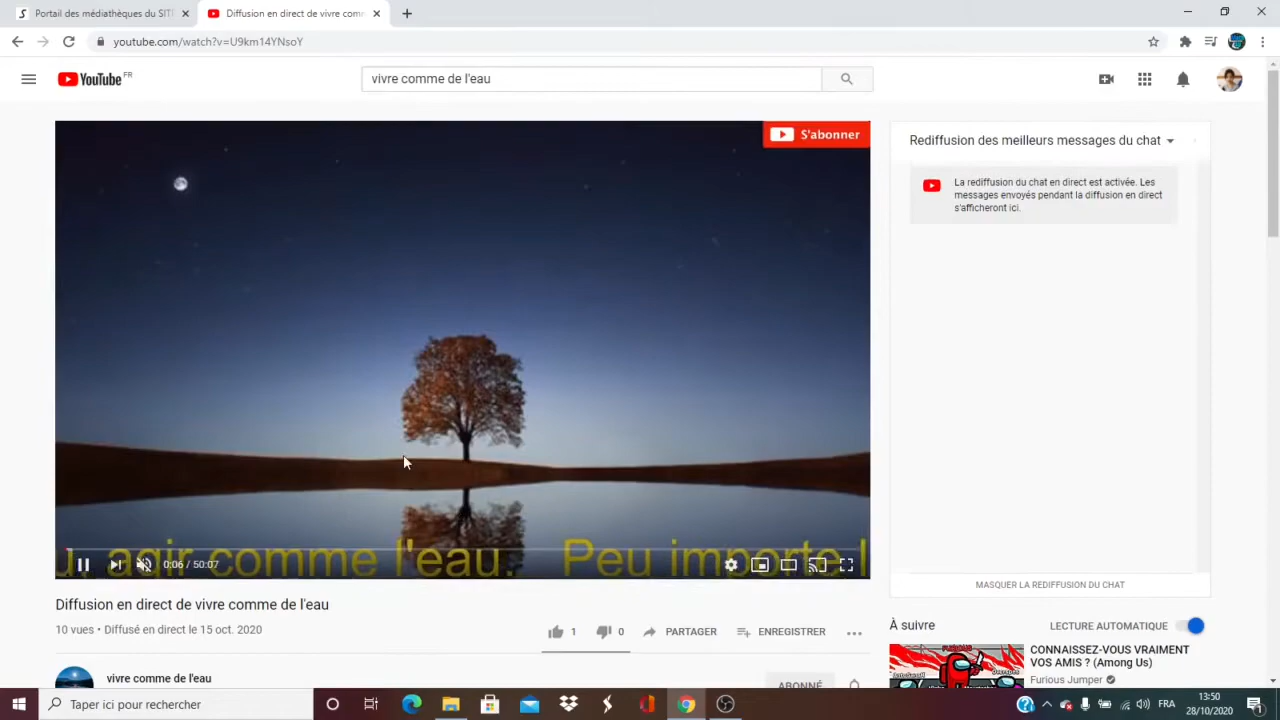 Portail des médiathèques du SITI
Diffusion en direct de vivre comm
youtube.com/watch?v=U9km14YNsoY
YouTube FR
vivre comme de l'eau
S'abonner
Rediffusion des meilleurs messages du chat
La rediffusion du chat en direct est activée. Les
messages envoyés pendant la diffusion en direct
s'afficheront ici.
u, agir comme l'eau. Peu importe l
0:06 / 50:07
MASQUER LA REDIFFUSION DU CHAT
Diffusion en direct de vivre comme de l'eau
10 vues • Diffusé en direct le 15 oct. 2020
1
0
PARTAGER
ENREGISTRER
À suivre
LECTURE AUTOMATIQUE
CONNAISSEZ-VOUS VRAIMENT
VOS AMIS ? (Among Us)
Furious Jumper
vivre comme de l'eau
ABONNÉ
Taper ici pour rechercher
FRA
13:50
28/10/2020